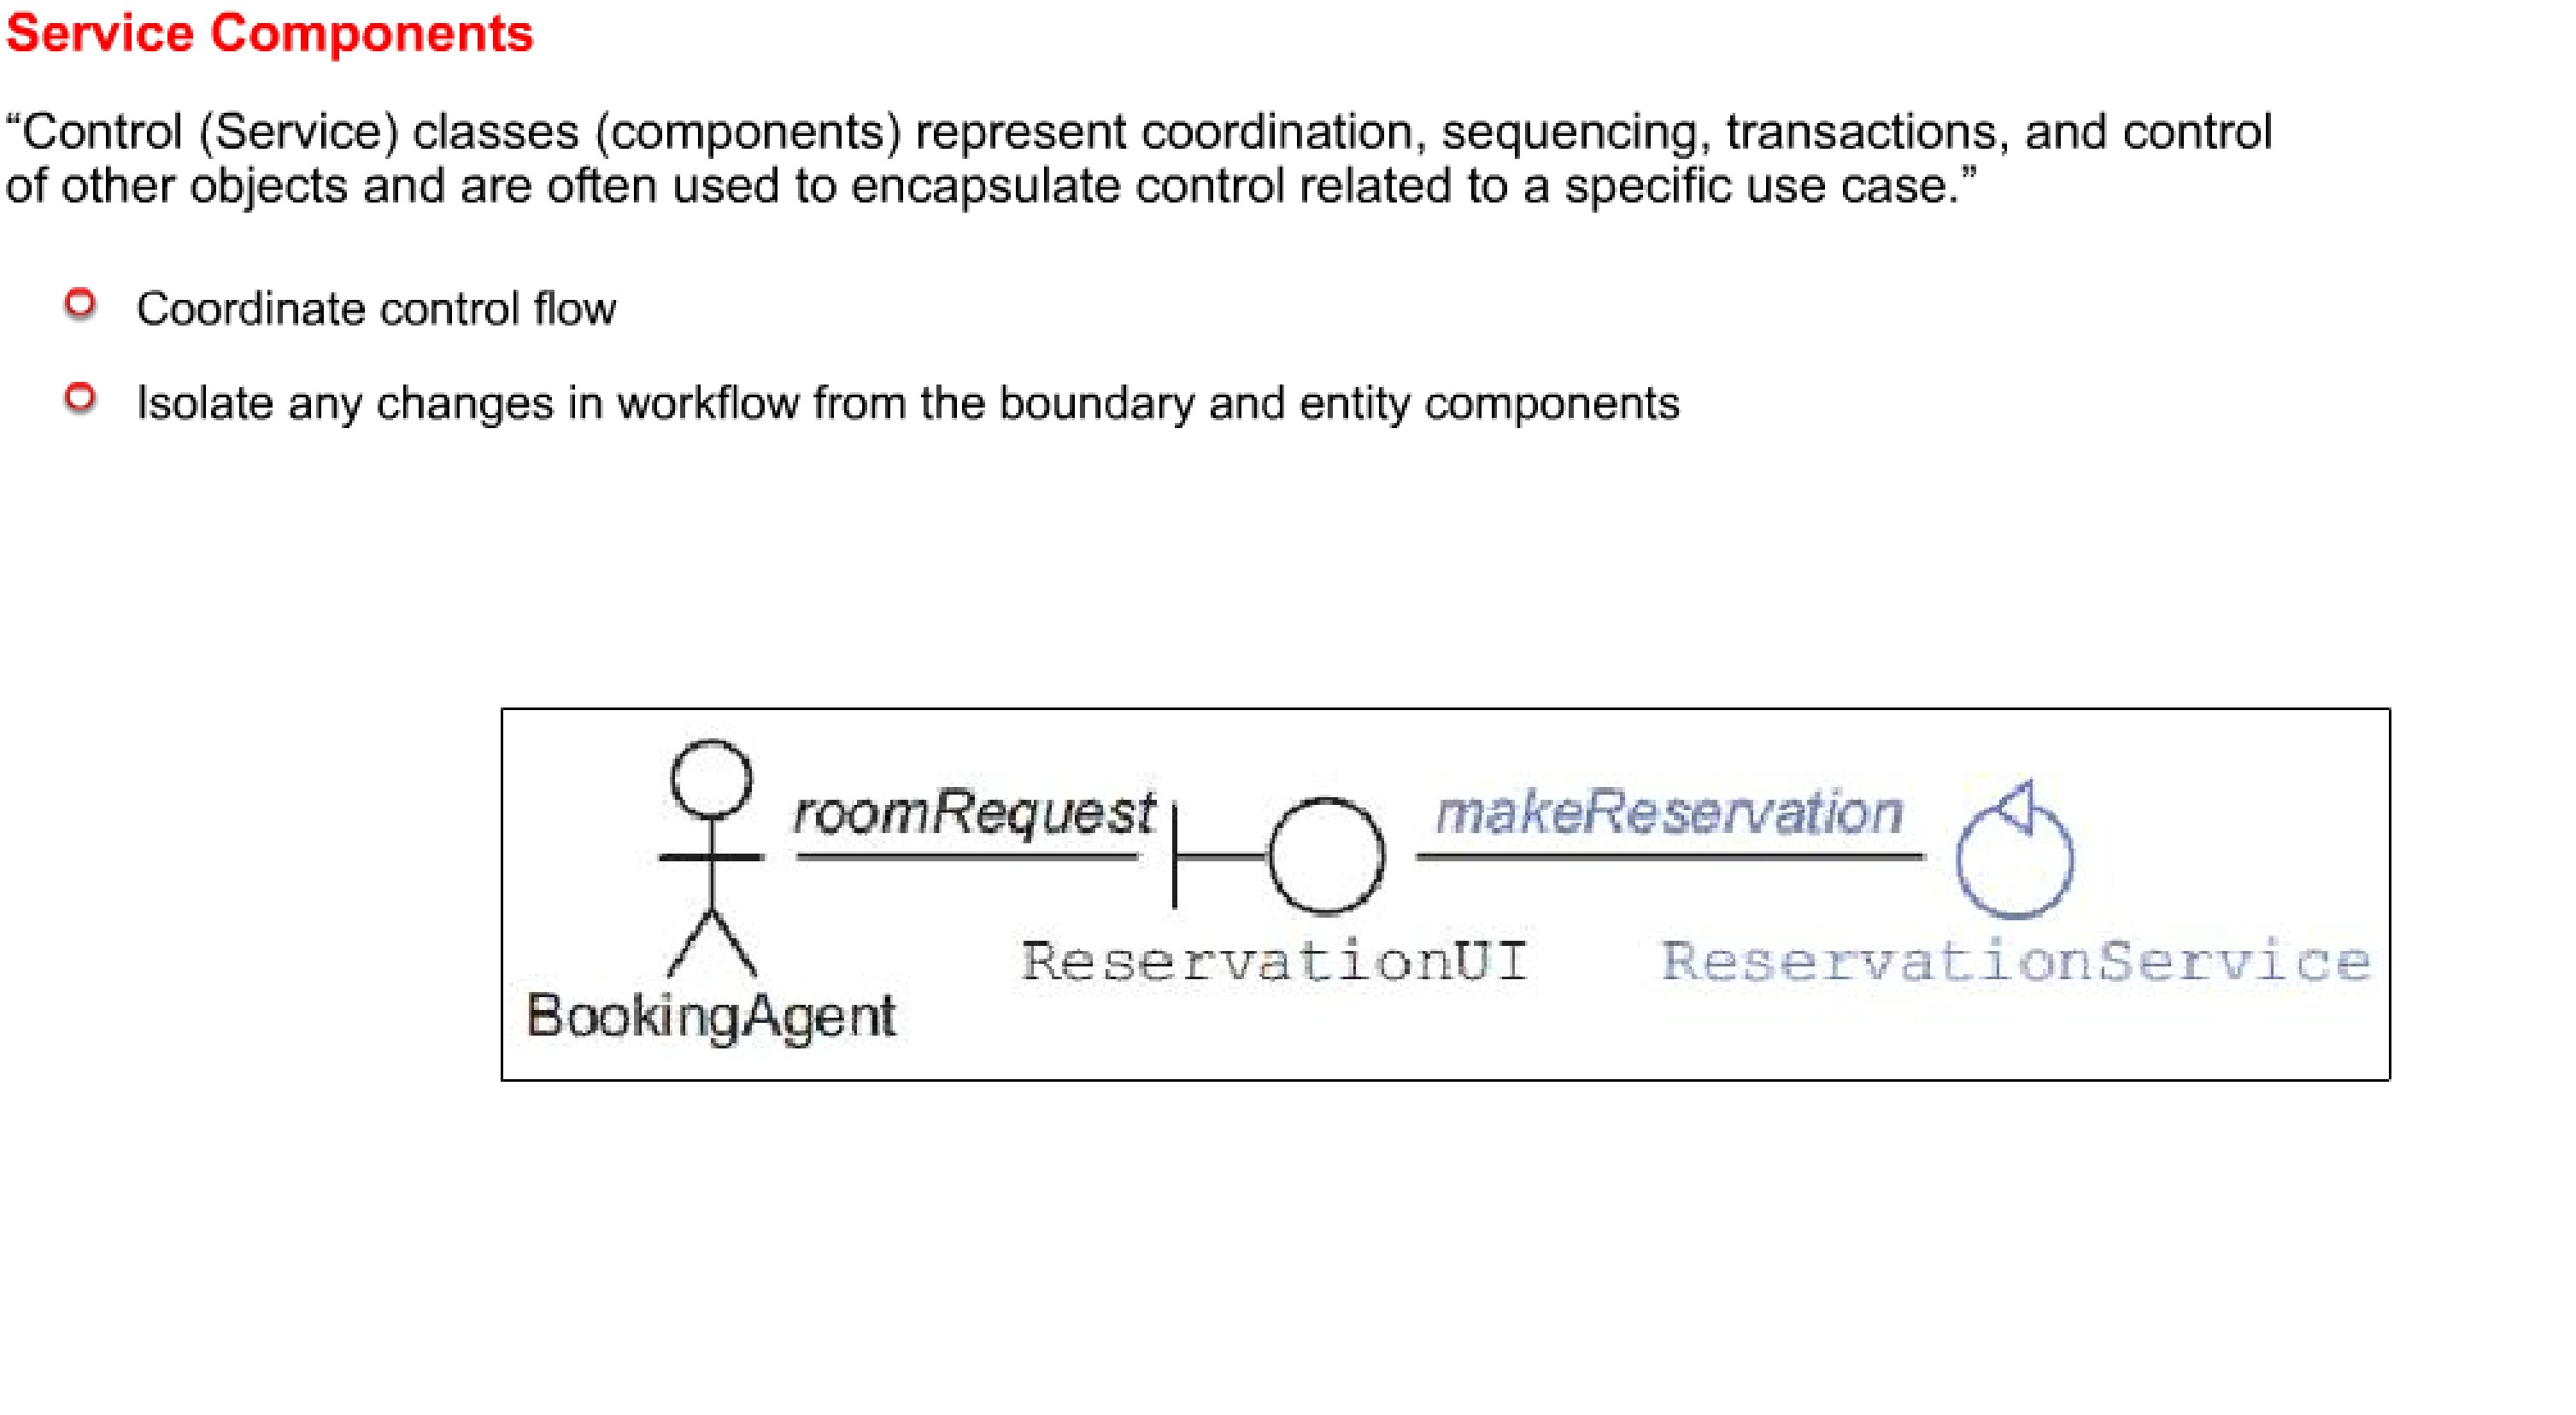 Service Components
“Control (Service) classes (components) represent coordination, sequencing, transactions, and control
of other objects and are often used to encapsulate control related to a specific use case.”
Coordinate control flow
Isolate any changes in workflow from the boundary and entity components
roomRequest
makeReservation
ReservationUI
ReservationService
BookingAgent